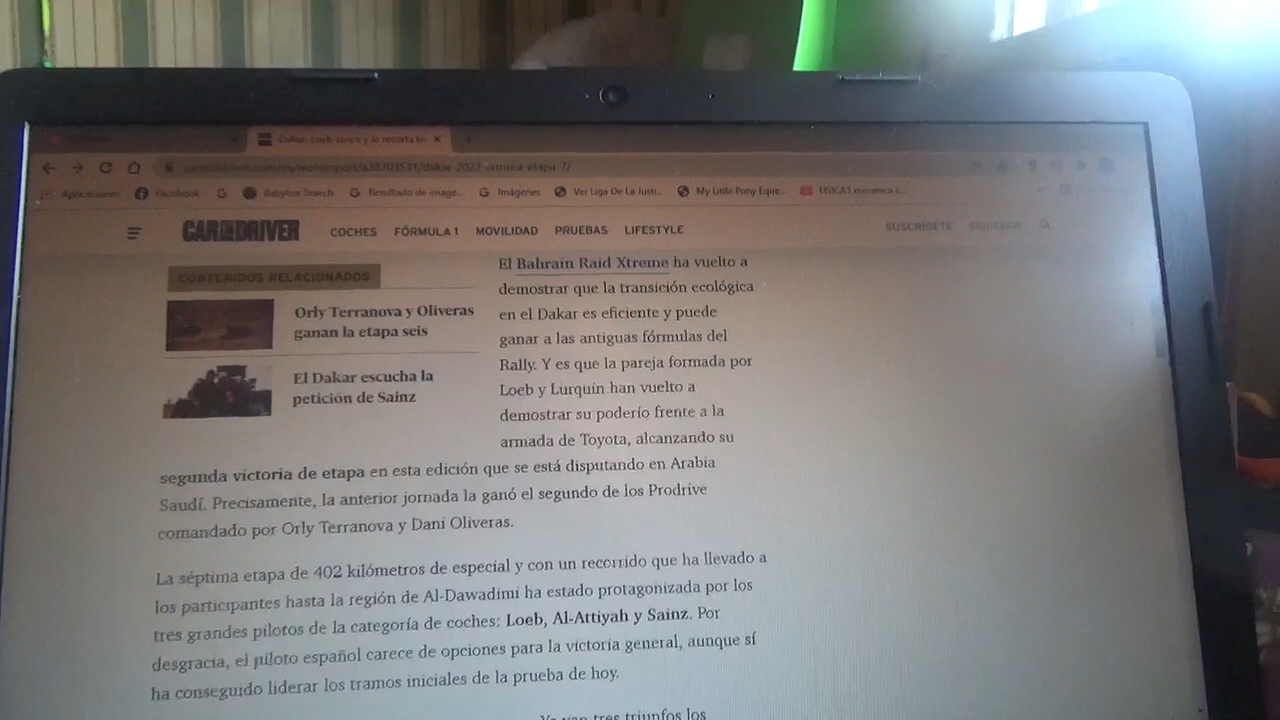 Dakar: Loeb vence y le recorta
dakar-2022-cronica-etapa-7/
Aplicaciones Facebook Babylon Search Resultado de image... Imágenes Ver Liga De La Justi... My Little Pony Eque... FISICA I mecanica c...
CAR AND DRIVER COCHES FÓRMULA 1 MOVILIDAD PRUEBAS LIFESTYLE SUSCRÍBETE
CONTENIDOS RELACIONADOS
Orly Terranova y Oliveras
ganan la etapa seis
El Dakar escucha la
petición de Sainz
El Bahrain Raid Xtreme ha vuelto a
demostrar que la transición ecológica
en el Dakar es eficiente y puede
ganar a las antiguas fórmulas del
Rally. Y es que la pareja formada por
Loeb y Lurquin han vuelto a
demostrar su poderío frente a la
armada de Toyota, alcanzando su
segunda victoria de etapa en esta edición que se está disputando en Arabia
Saudí. Precisamente, la anterior jornada la ganó el segundo de los Prodrive
comandado por Orly Terranova y Dani Oliveras.
La séptima etapa de 402 kilómetros de especial y con un recorrido que ha llevado a
los participantes hasta la región de Al-Dawadimi ha estado protagonizada por los
tres grandes pilotos de la categoría de coches: Loeb, Al-Attiyah y Sainz. Por
desgracia, el piloto español carece de opciones para la victoria general, aunque sí
ha conseguido liderar los tramos iniciales de la prueba de hoy.
Ya van tres triunfos los